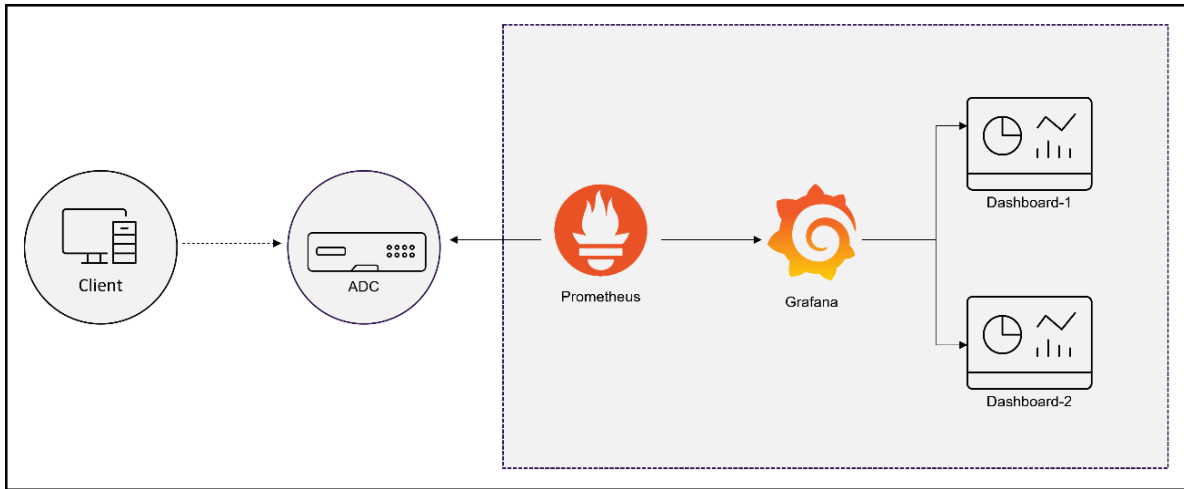 Client
ADC
Prometheus
Grafana
Dashboard-1
Dashboard-2